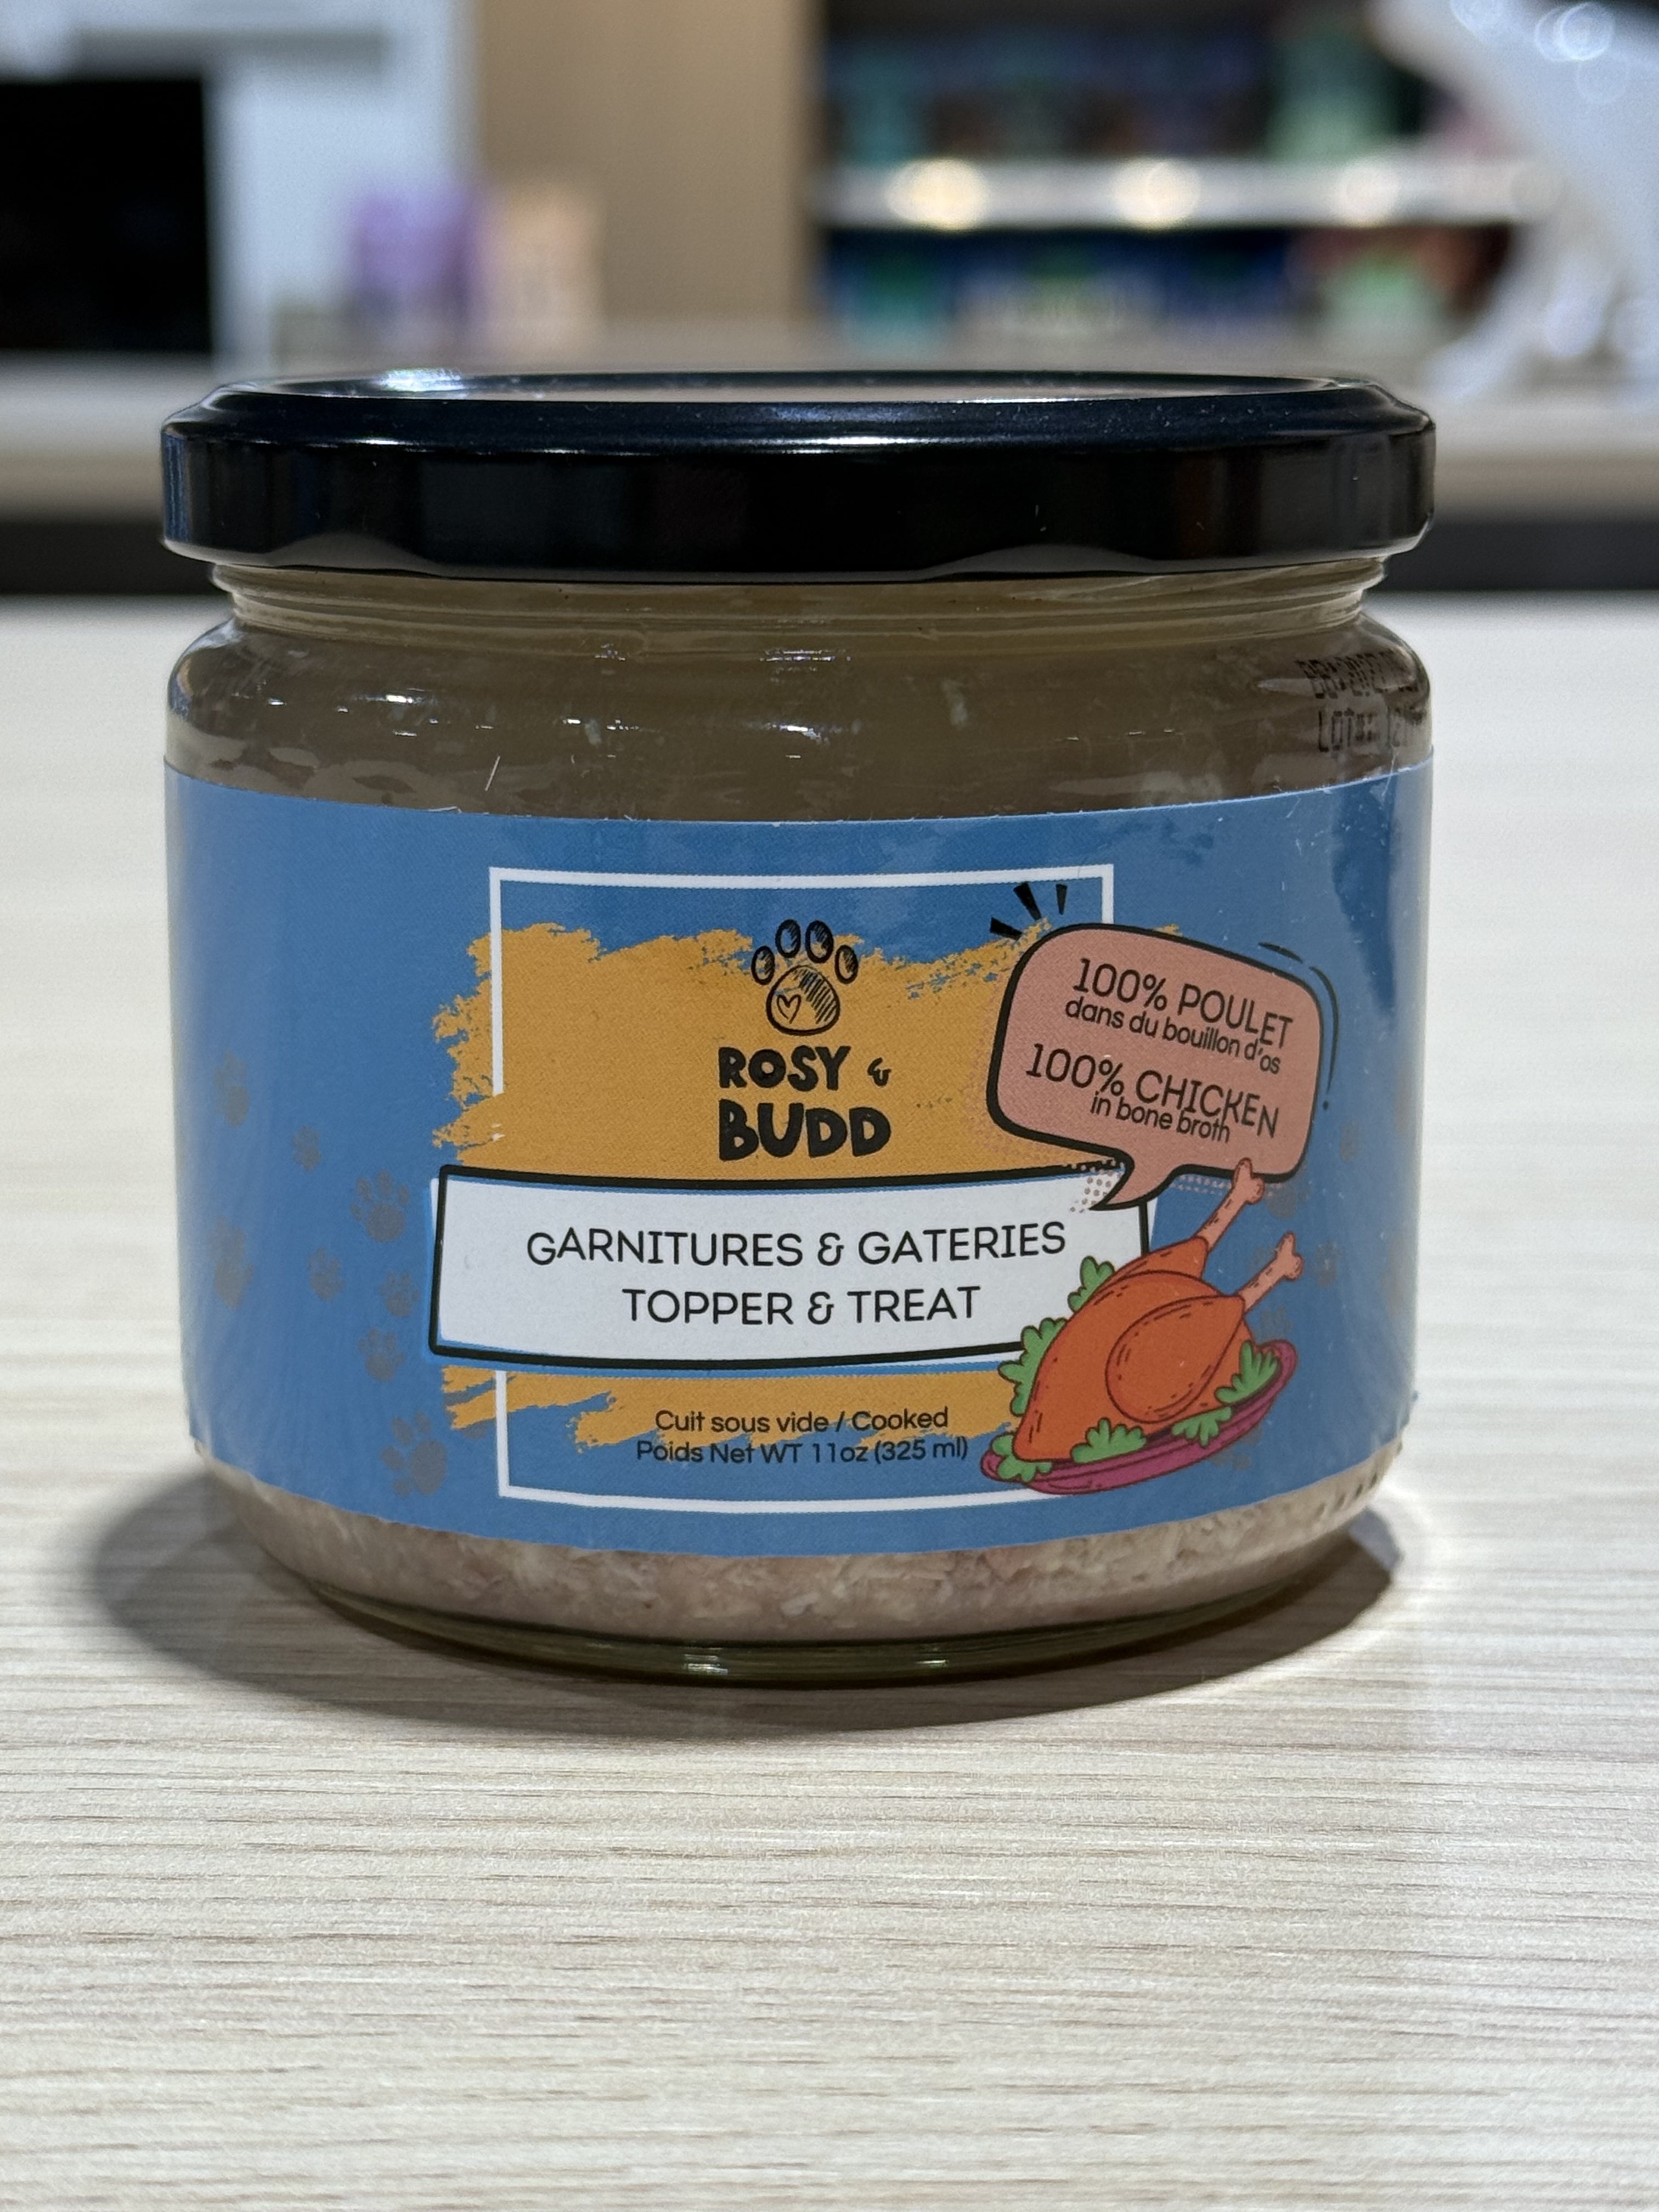 ROSY &
BUDD
100% POULET
dans du bouillon d'os
100% CHICKEN
in bone broth
GARNITURES & GATERIES
TOPPER & TREAT
Cuit sous vide / Cooked
Poids Net WT 11oz (325 ml)